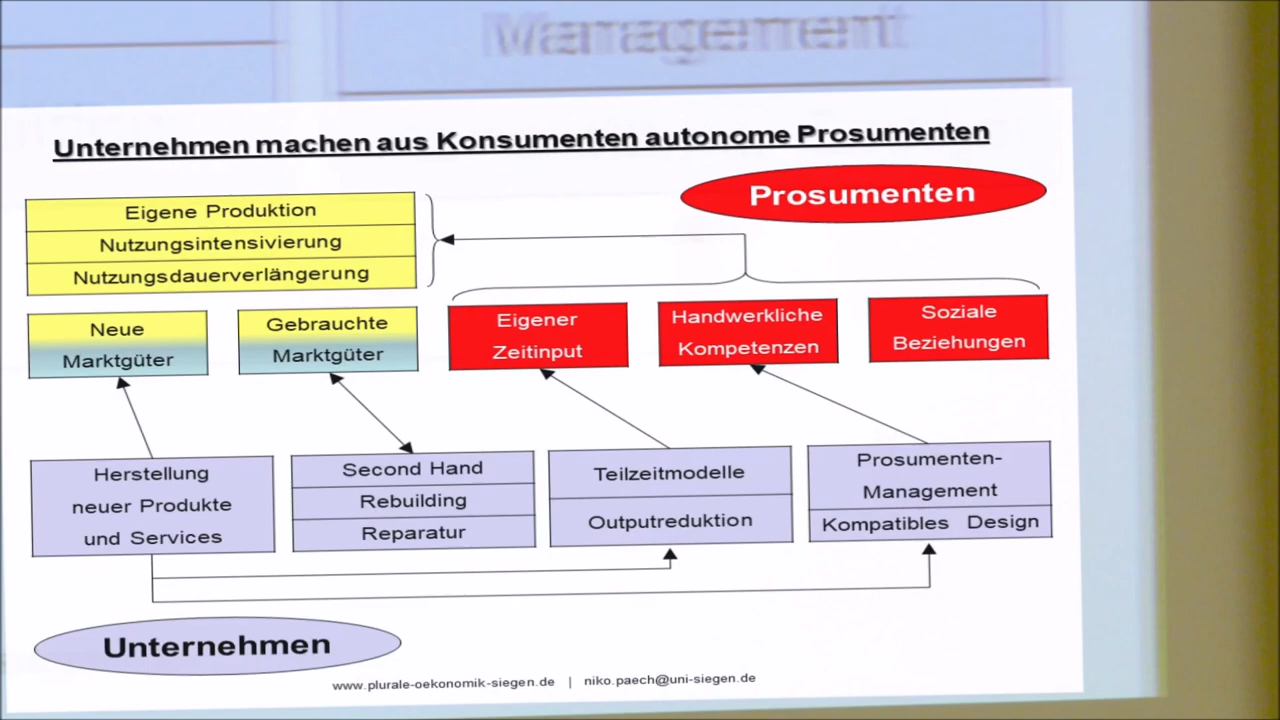 Management
Unternehmen machen aus Konsumenten autonome Prosumenten
Prosumenten
Eigene Produktion
Nutzungsintensivierung
Nutzungsdauerverlängerung
Neue
Marktgüter
Gebrauchte
Marktgüter
Eigener
Zeitinput
Handwerkliche
Kompetenzen
Soziale
Beziehungen
Herstellung
neuer Produkte
und Services
Second Hand
Rebuilding
Reparatur
Teilzeitmodelle
Outputreduktion
Prosumenten-
Management
Kompatibles Design
Unternehmen
www.plurale-oekonomik-siegen.de | niko.paech@uni-siegen.de